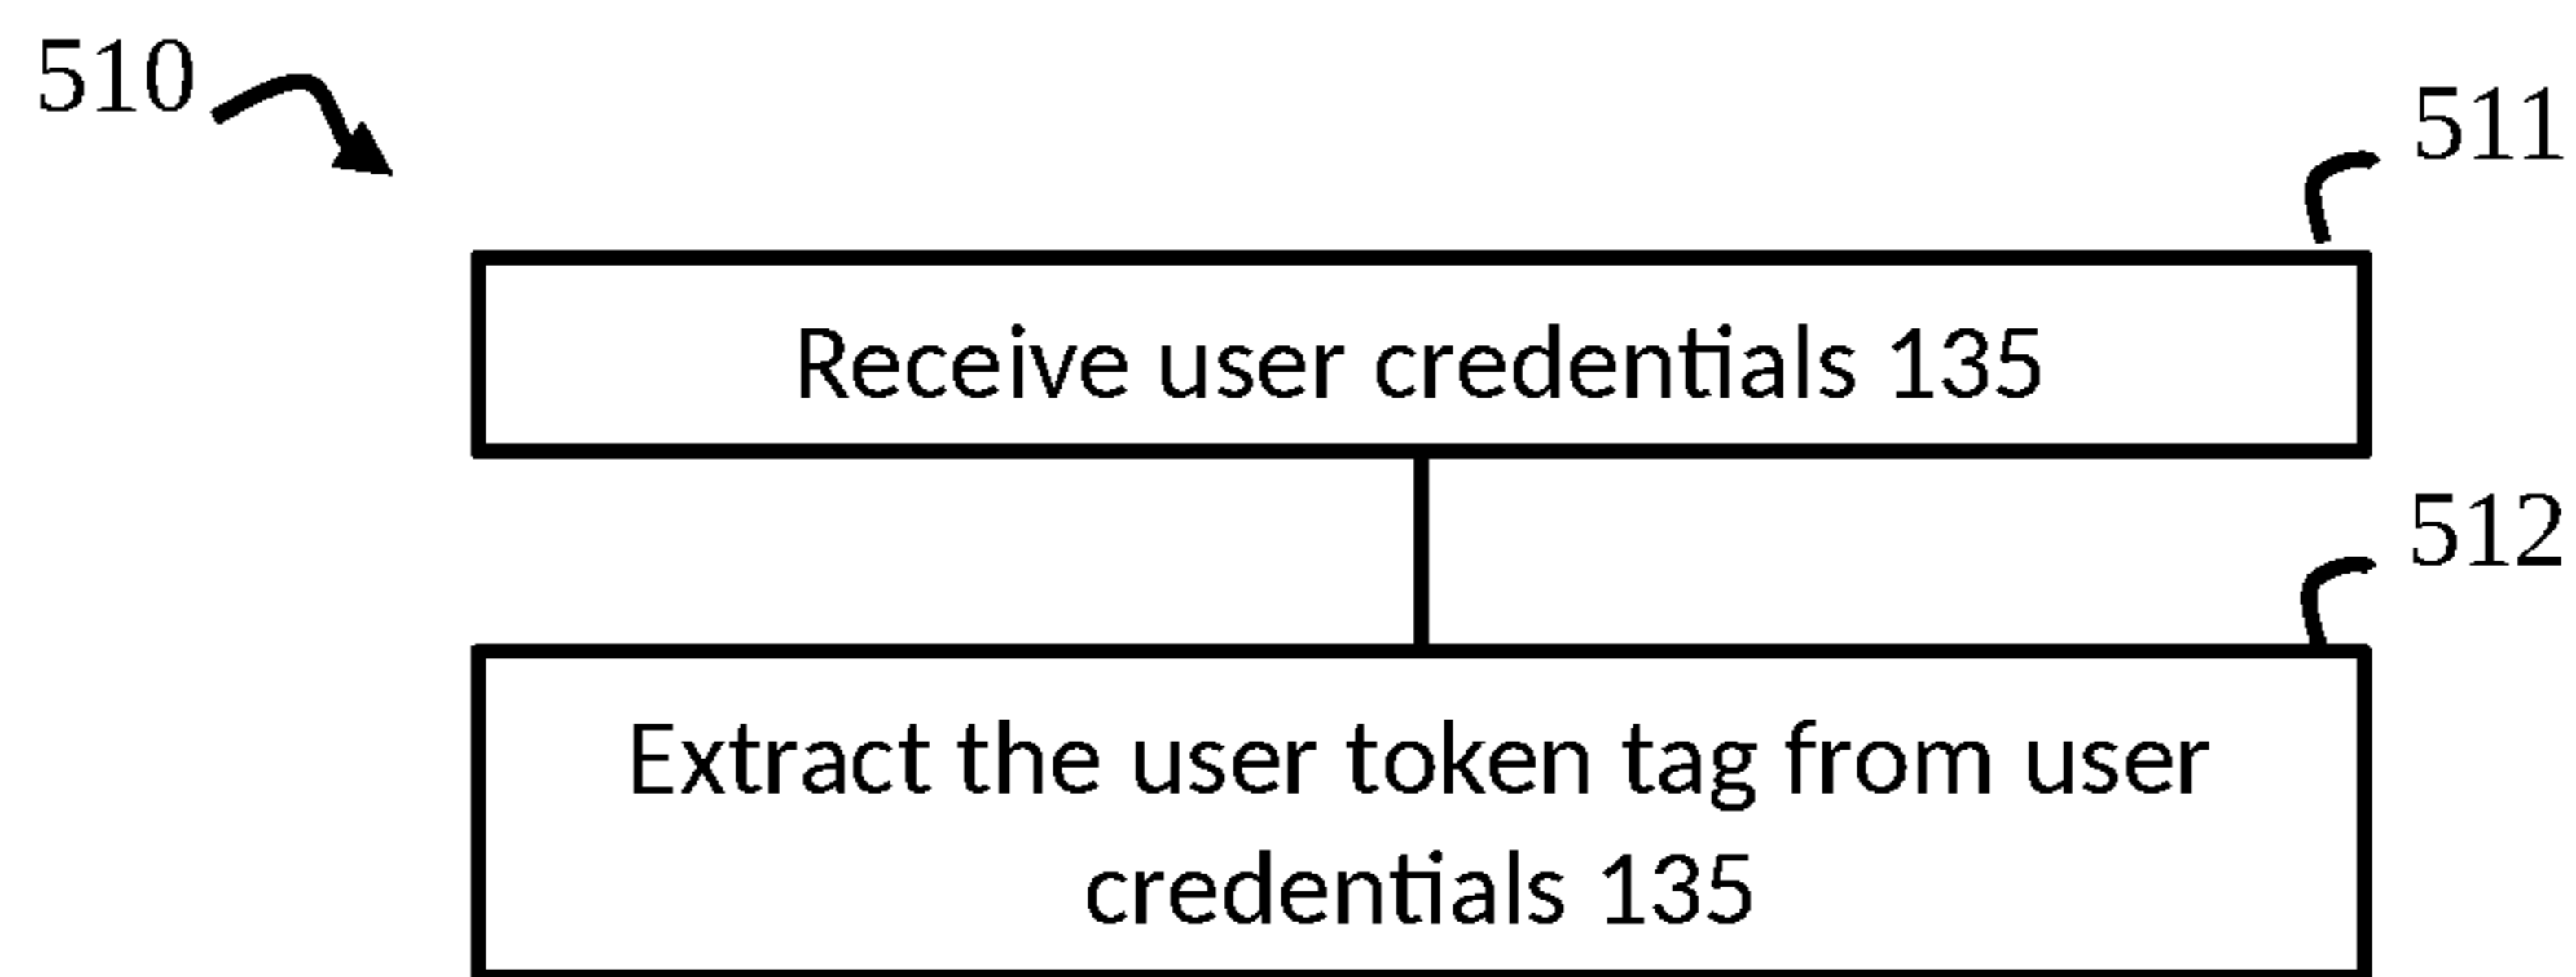 510
511
Receive user credentials 135
512
Extract the user token tag from user
credentials 135